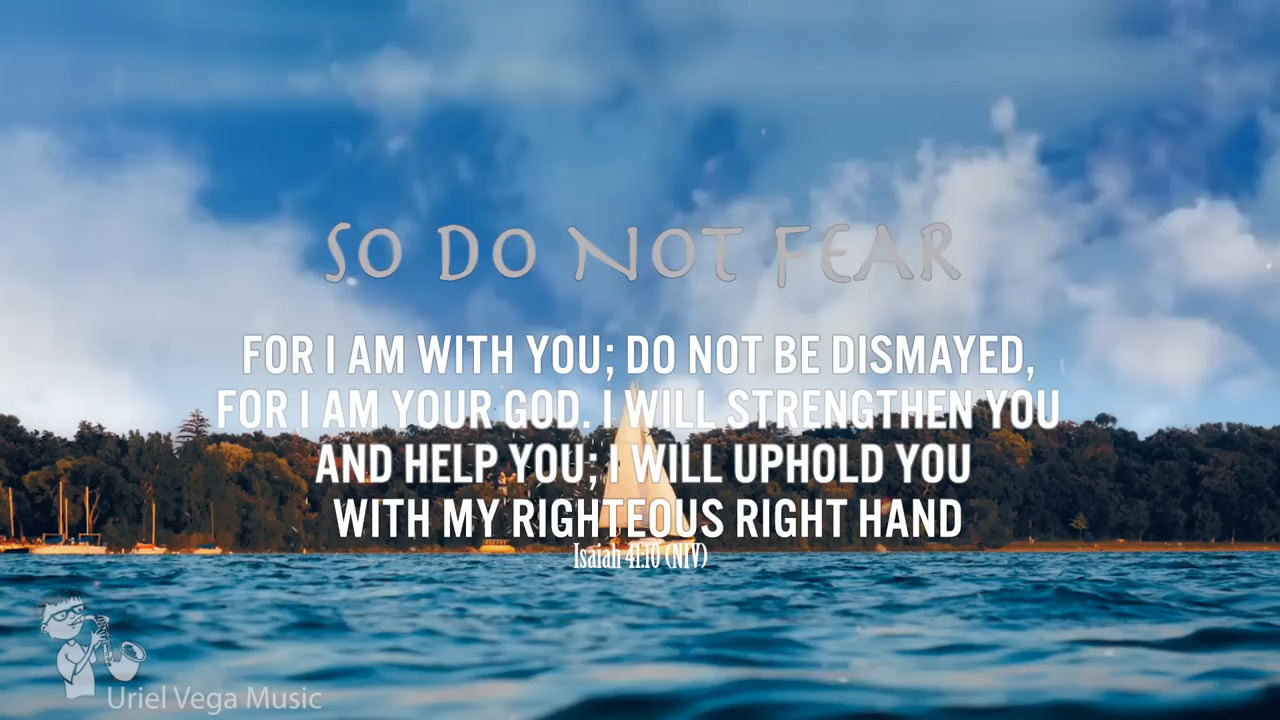 SO DO NOT FEAR
FOR I AM WITH YOU; DO NOT BE DISMAYED,
FOR I AM YOUR GOD. I WILL STRENGTHEN YOU
AND HELP YOU; I WILL UPHOLD YOU
WITH MY RIGHTEOUS RIGHT HAND
Isaiah 41:10 (NIV)
Uriel Vega Music